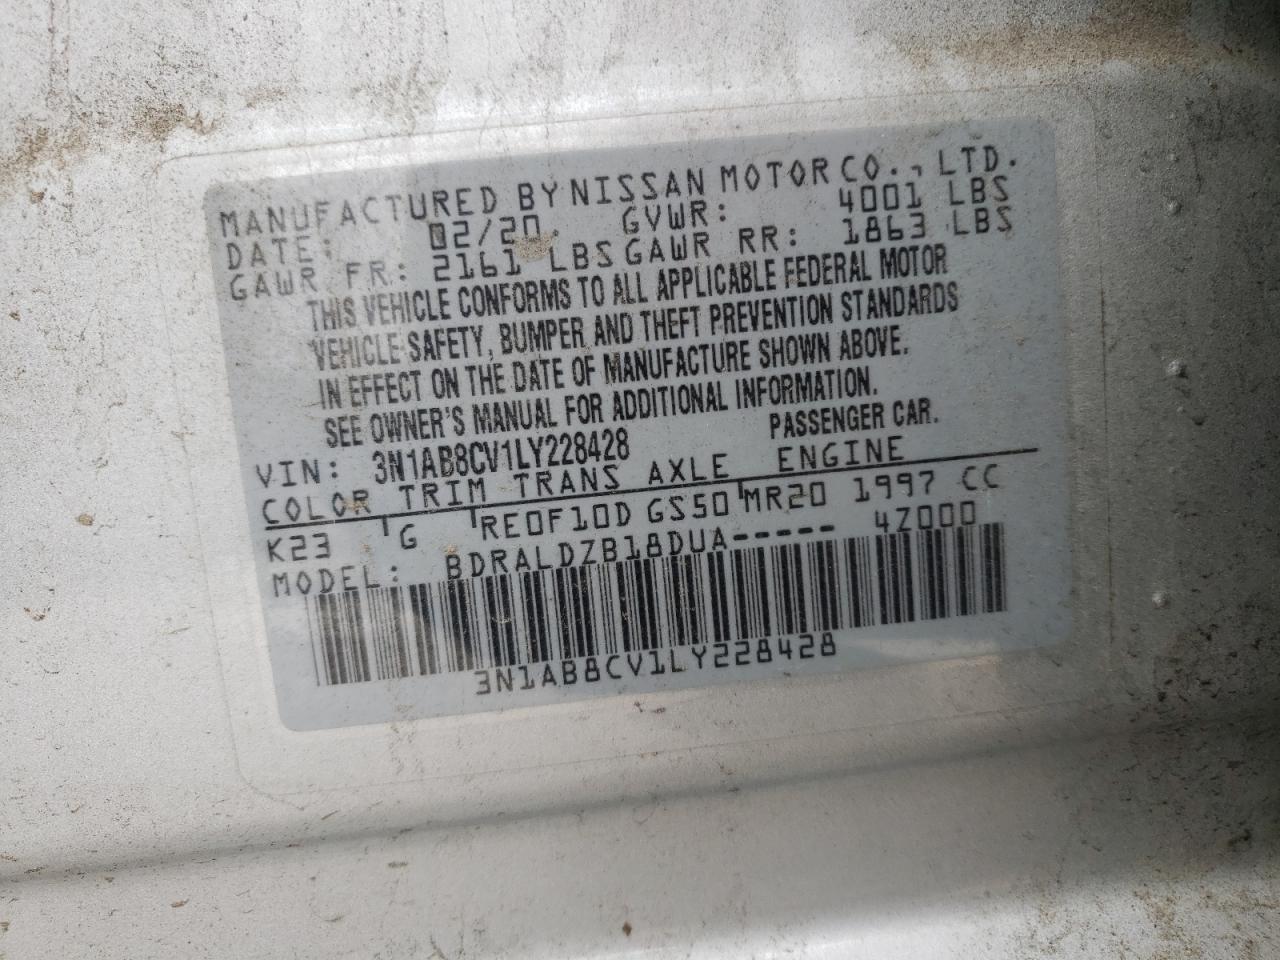 MANUFACTURED BY NISSAN MOTOR CO., LTD.
DATE: 02/20. GVWR: 4001 LBS
GAWR FR: 2161 LBS GAWR RR: 1863 LBS
THIS VEHICLE CONFORMS TO ALL APPLICABLE FEDERAL MOTOR
VEHICLE SAFETY, BUMPER AND THEFT PREVENTION STANDARDS
IN EFFECT ON THE DATE OF MANUFACTURE SHOWN ABOVE.
SEE OWNER'S MANUAL FOR ADDITIONAL INFORMATION.
VIN: 3N1AB8CV1LY228428 PASSENGER CAR.
COLOR TRIM TRANS AXLE ENGINE
K23 G RE0F10D GS50 MR20 1997 CC
MODEL: BDRALDZB18DUA----- 4Z000
3N1AB8CV1LY228428